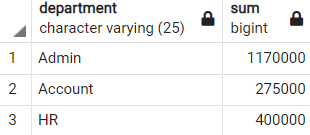 department sum
character varying (25) bigint
1 Admin 1170000
2 Account 275000
3 HR 400000